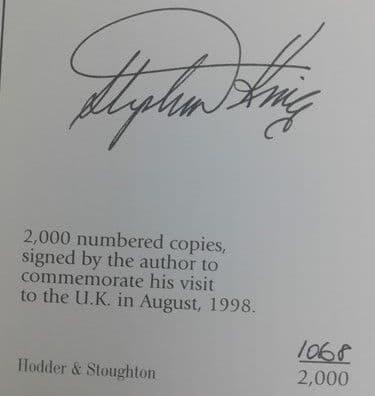 Stephen King
2,000 numbered copies,
signed by the author to
commemorate his visit
to the U.K. in August, 1998.
1068
Hodder & Stoughton
2,000